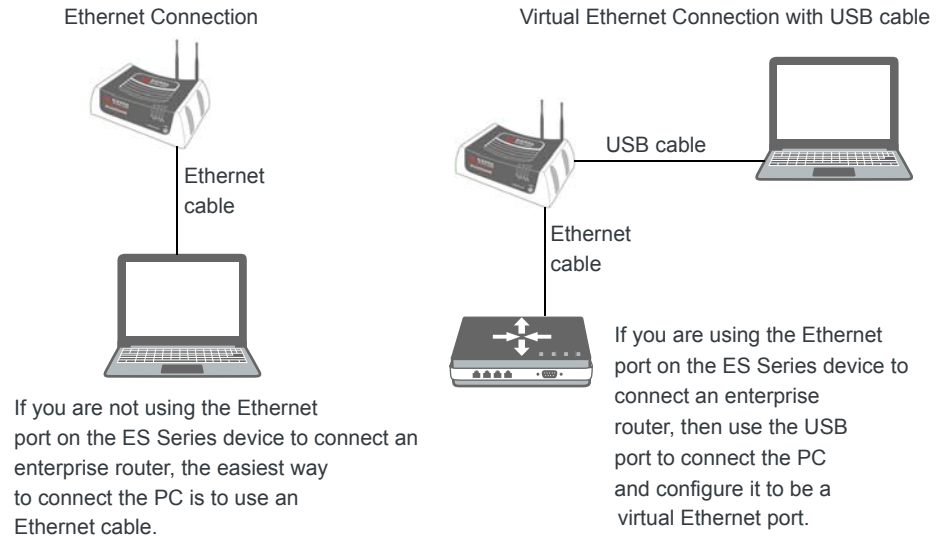 Ethernet Connection
Virtual Ethernet Connection with USB cable
Ethernet
cable
USB cable
Ethernet
cable
If you are not using the Ethernet
port on the ES Series device to connect an
enterprise router, the easiest way
to connect the PC is to use an
Ethernet cable.
If you are using the Ethernet
port on the ES Series device to
connect an enterprise
router, then use the USB
port to connect the PC
and configure it to be a
virtual Ethernet port.